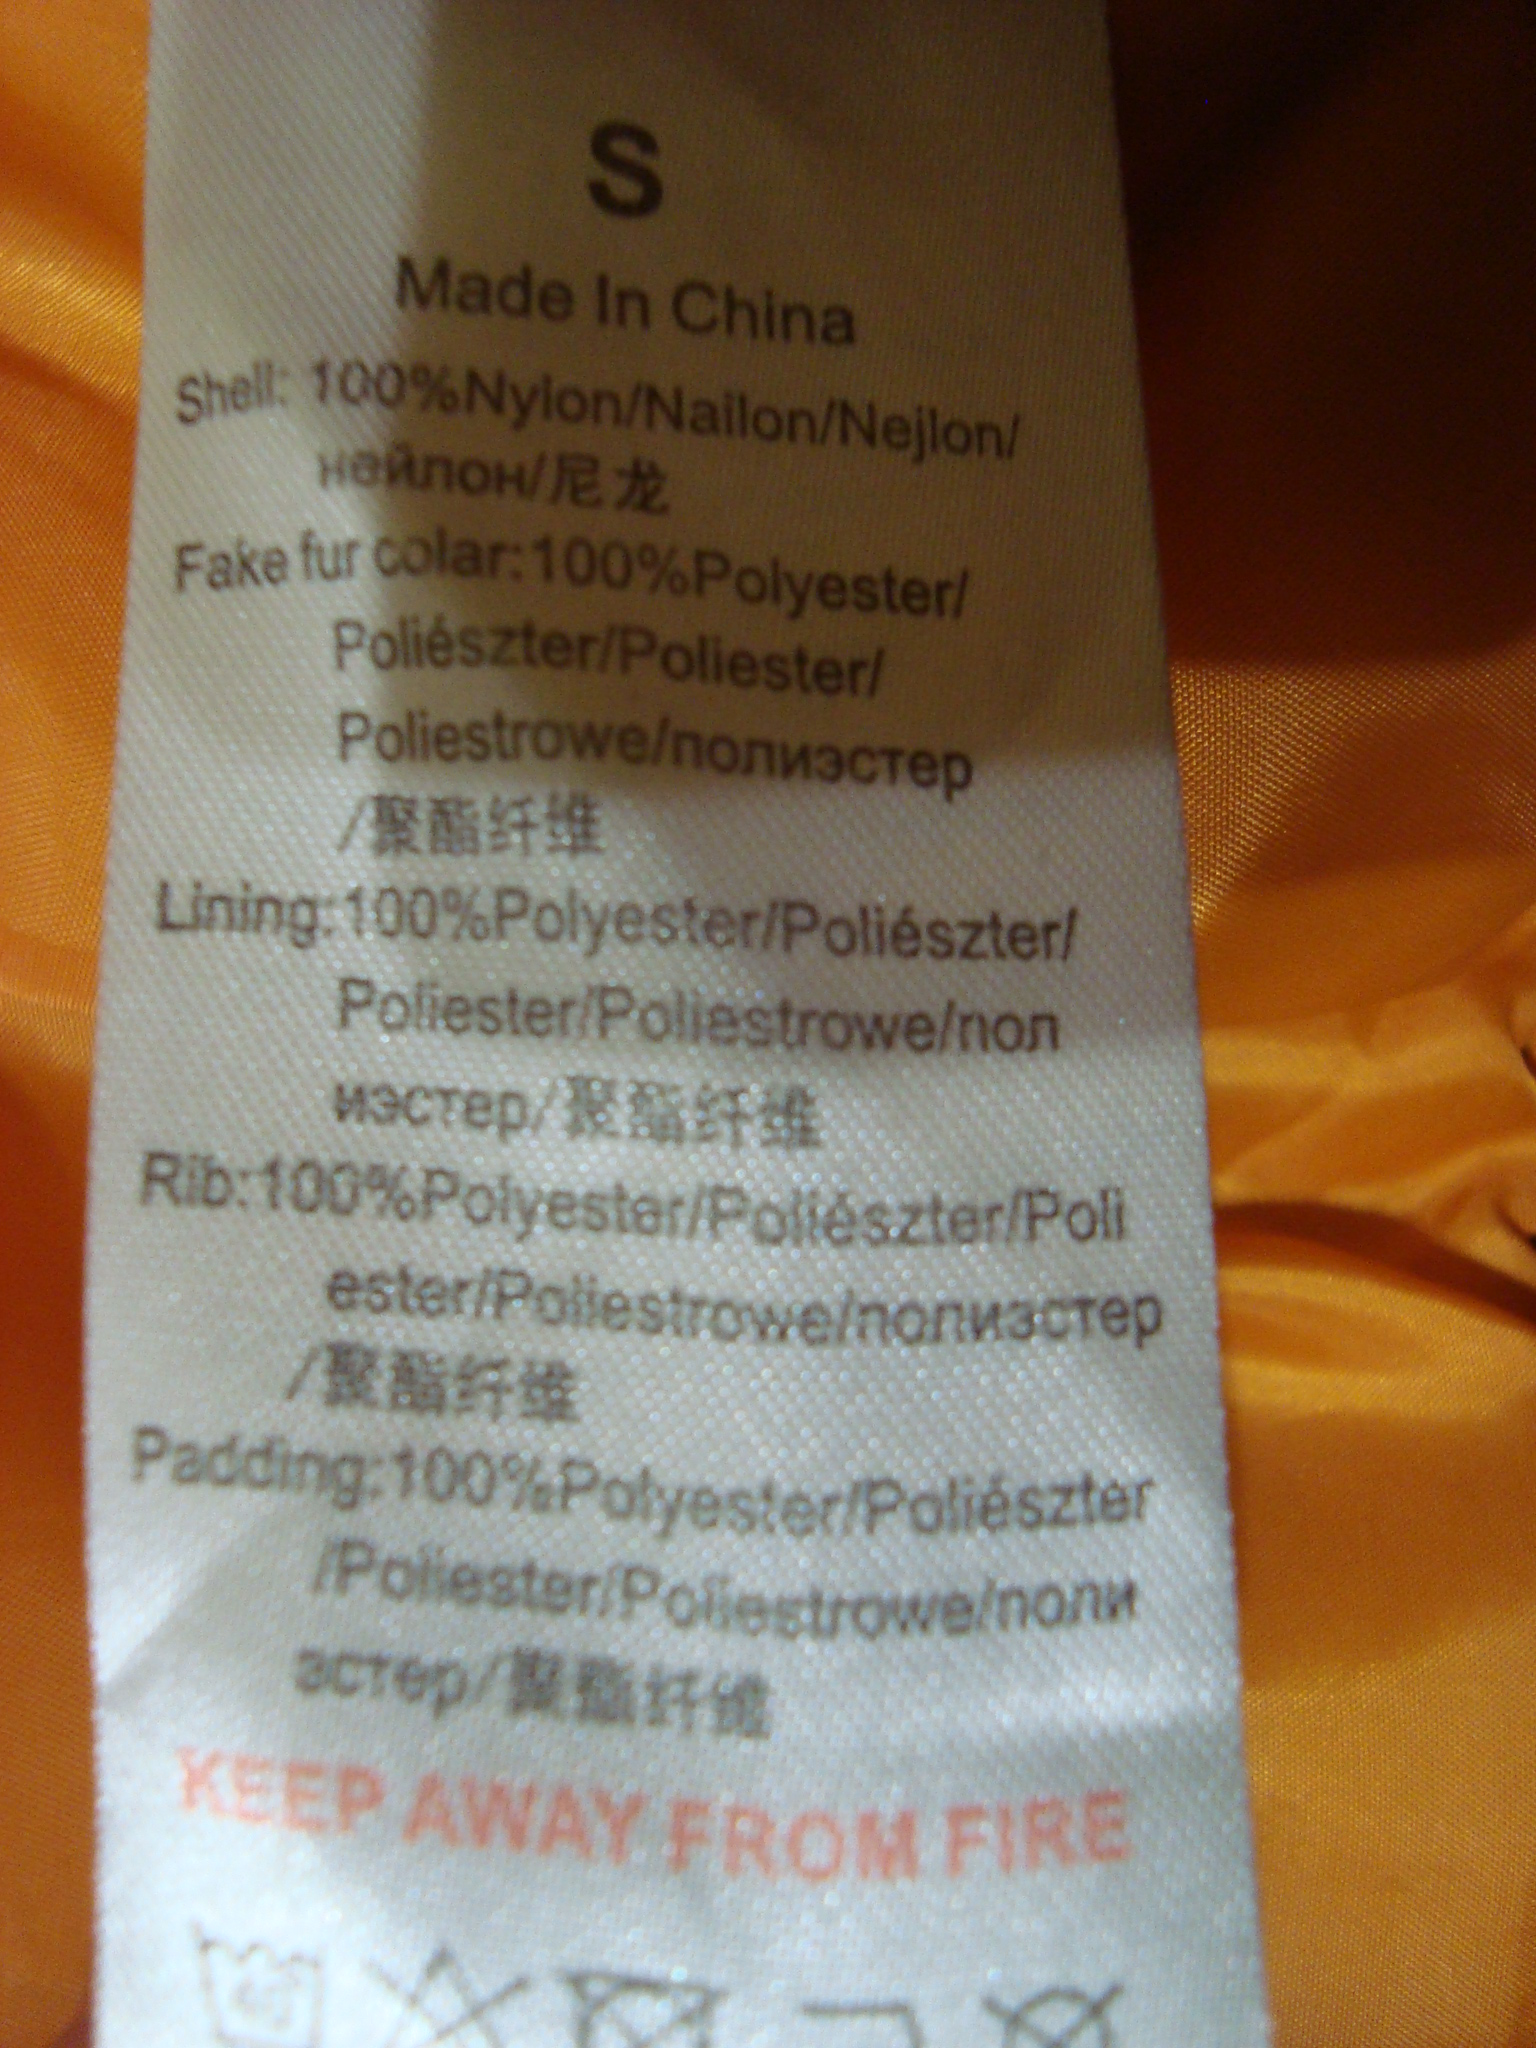 S
Made In China
Shell: 100%Nylon/Nailon/Nejlon/
нейлон/尼龙
Fake fur colar:100%Polyester/
Poliészter/Poliester/
Poliestrowe/полиэстер
/聚酯纤维
Lining:100%Polyester/Poliészter/
Poliester/Poliestrowe/пол
иэстер/聚酯纤维
Rib:100%Polyester/Poliészter/Poli
ester/Poliestrowe/полиэстер
/聚酯纤维
Padding:100%Polyester/Poliészter
/Poliester/Poliestrowe/поли
эстер/聚酯纤维
KEEP AWAY FROM FIRE